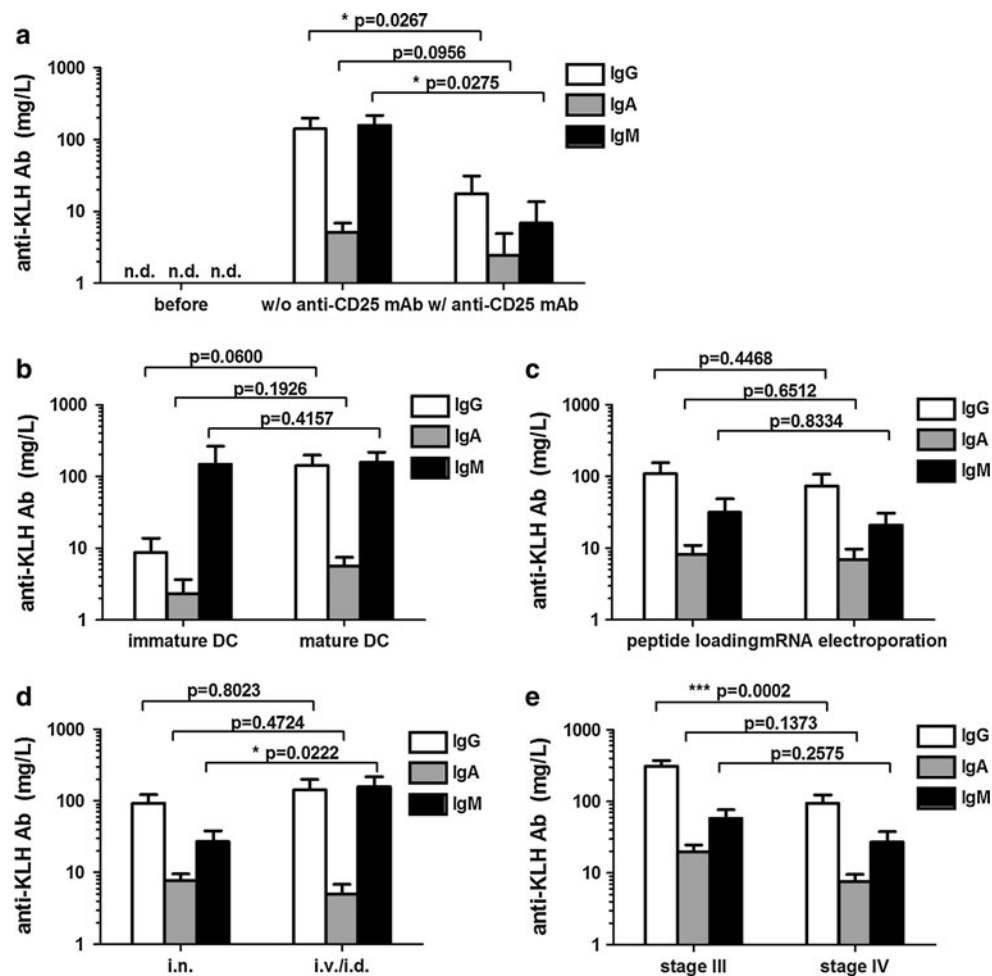 a
* p=0.0267
p=0.0956
* p=0.0275
anti-KLH Ab (mg/L)
1000
100
10
1
n.d. n.d. n.d.
before w/o anti-CD25 mAb w/ anti-CD25 mAb
IgG
IgA
IgM
b
p=0.0600
p=0.1926
p=0.4157
anti-KLH Ab (mg/L)
1000
100
10
1
immature DC mature DC
IgG
IgA
IgM
c
p=0.4468
p=0.6512
p=0.8334
anti-KLH Ab (mg/L)
1000
100
10
1
peptide loadingmRNA electroporation
IgG
IgA
IgM
d
p=0.8023
p=0.4724
* p=0.0222
anti-KLH Ab (mg/L)
1000
100
10
1
i.n. i.v./i.d.
IgG
IgA
IgM
e
*** p=0.0002
p=0.1373
p=0.2575
anti-KLH Ab (mg/L)
1000
100
10
1
stage III stage IV
IgG
IgA
IgM